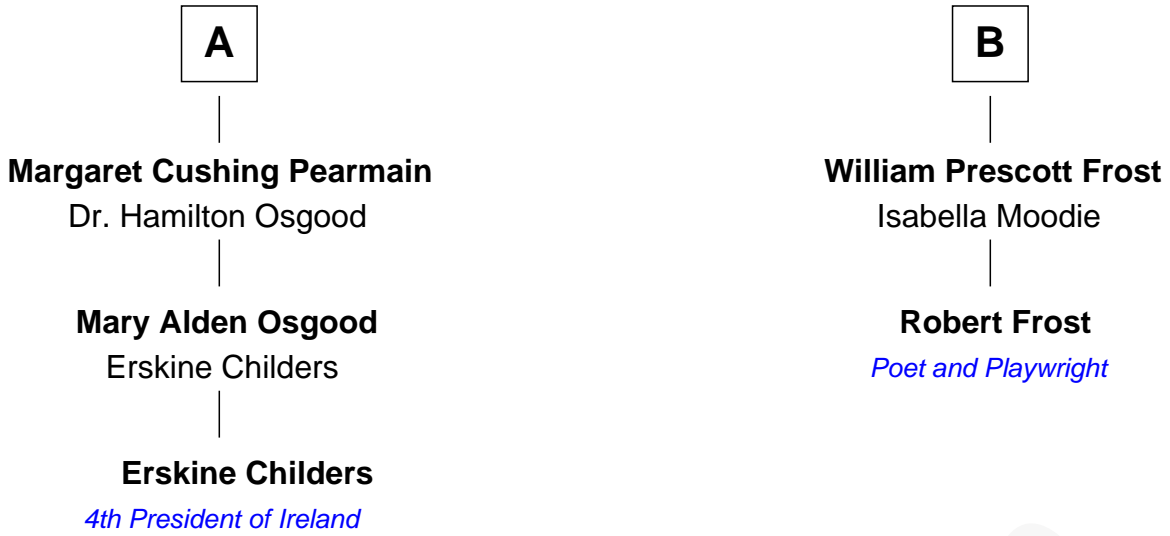 A
Margaret Cushing Pearmain
Dr. Hamilton Osgood
Mary Alden Osgood
Erskine Childers
Erskine Childers
4th President of Ireland
B
William Prescott Frost
Isabella Moodie
Robert Frost
Poet and Playwright